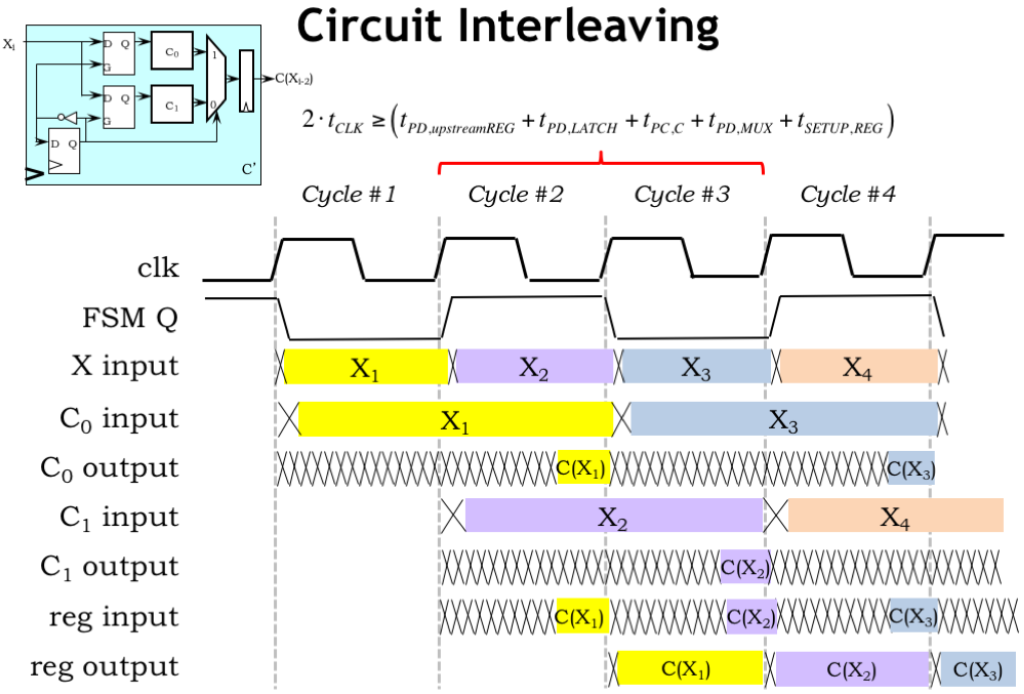 Circuit Interleaving
Xi
D Q
G
C0
1
C(Xi-2)
D Q
G
C1
0
D Q
C'
2 · tCLK ≥ (tPD,upstreamREG + tPD,LATCH + tPC,C + tPD,MUX + tSETUP,REG)
Cycle #1 Cycle #2 Cycle #3 Cycle #4
clk
FSM Q
X input X1 X2 X3 X4
C0 input X1 X3
C0 output C(X1) C(X3)
C1 input X2 X4
C1 output C(X2)
reg input C(X1) C(X2) C(X3)
reg output C(X1) C(X2) C(X3)